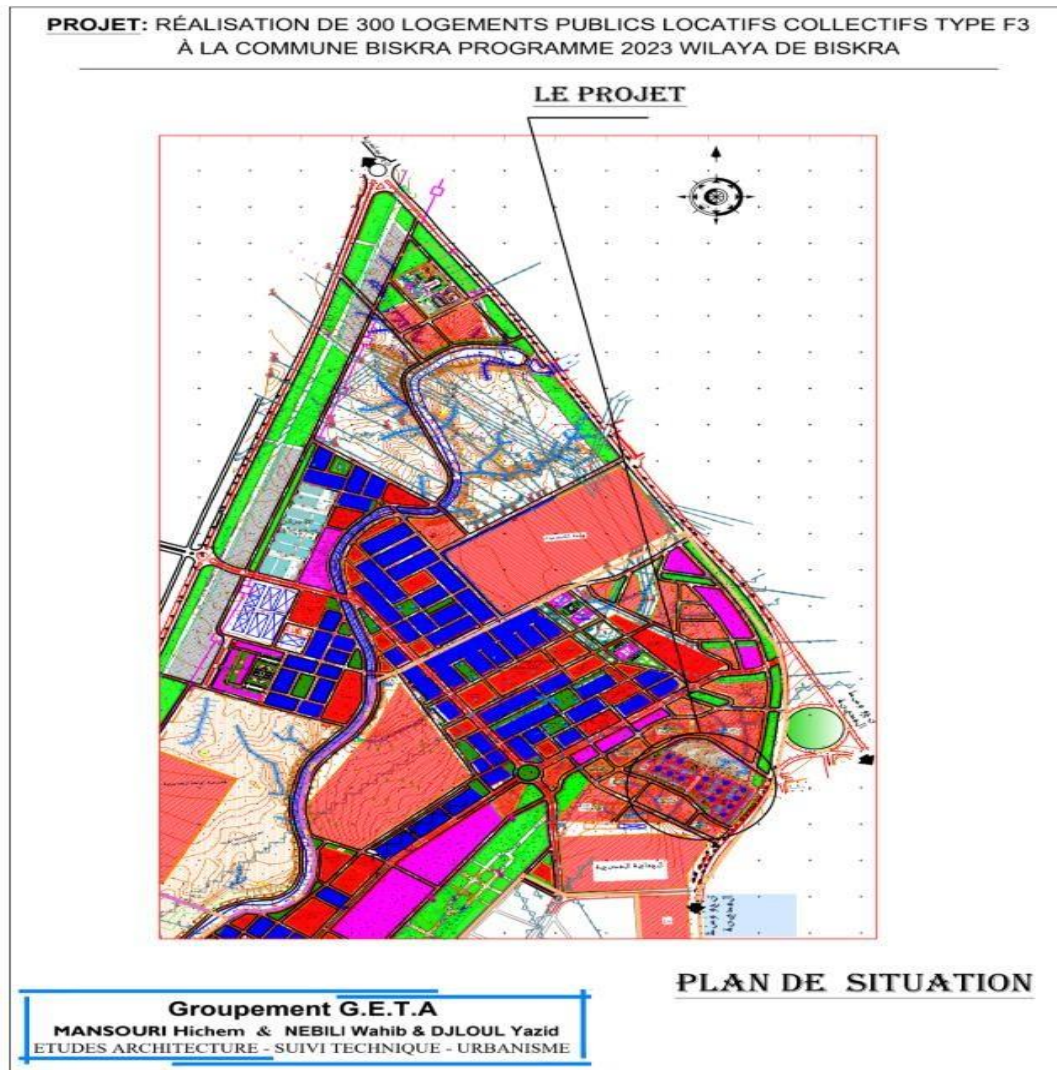 PROJET: RÉALISATION DE 300 LOGEMENTS PUBLICS LOCATIFS COLLECTIFS TYPE F3
À LA COMMUNE BISKRA PROGRAMME 2023 WILAYA DE BISKRA
LE PROJET
PLAN DE SITUATION
Groupement G.E.T.A
MANSOURI Hichem & NEBILI Wahib & DJLOUL Yazid
ETUDES ARCHITECTURE - SUIVI TECHNIQUE - URBANISME